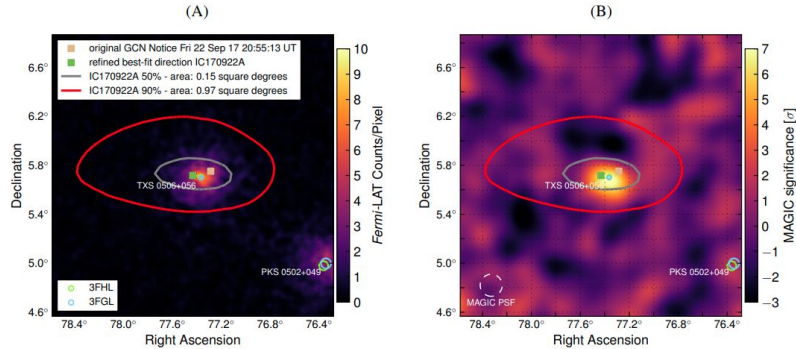 (A)
original GCN Notice Fri 22 Sep 17 20:55:13 UT
refined best-fit direction IC170922A
IC170922A 50% - area: 0.15 square degrees
IC170922A 90% - area: 0.97 square degrees
6.6°
6.2°
5.8°
5.4°
5.0°
4.6°
Declination
TXS 0506+056
PKS 0502+049
3FHL
3FGL
78.4°
78.0°
77.6°
77.2°
76.8°
76.4°
Right Ascension
10
9
8
7
6
5
4
3
2
1
0
Fermi-LAT Counts/Pixel
(B)
6.6°
6.2°
5.8°
5.4°
5.0°
4.6°
Declination
TXS 0506+056
PKS 0502+049
MAGIC PSF
78.4°
78.0°
77.6°
77.2°
76.8°
76.4°
Right Ascension
7
6
5
4
3
2
1
0
−1
−2
−3
MAGIC significance [σ]